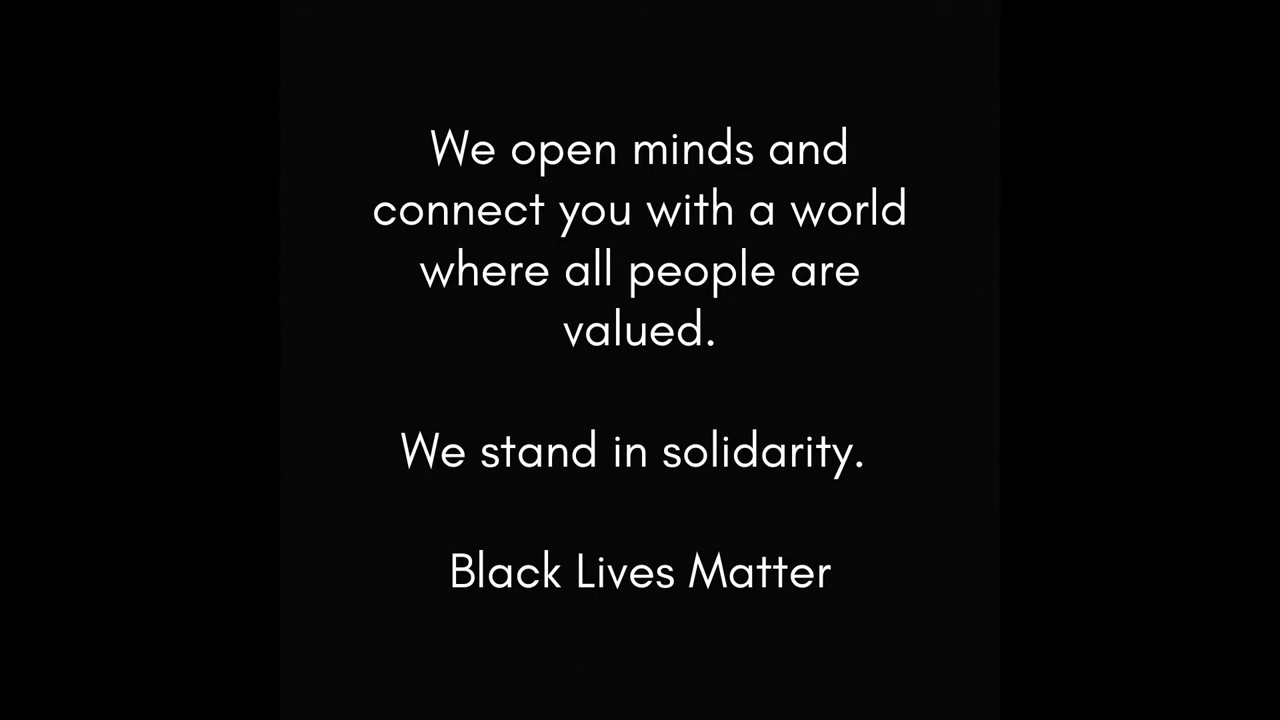 We open minds and
connect you with a world
where all people are
valued.
We stand in solidarity.
Black Lives Matter